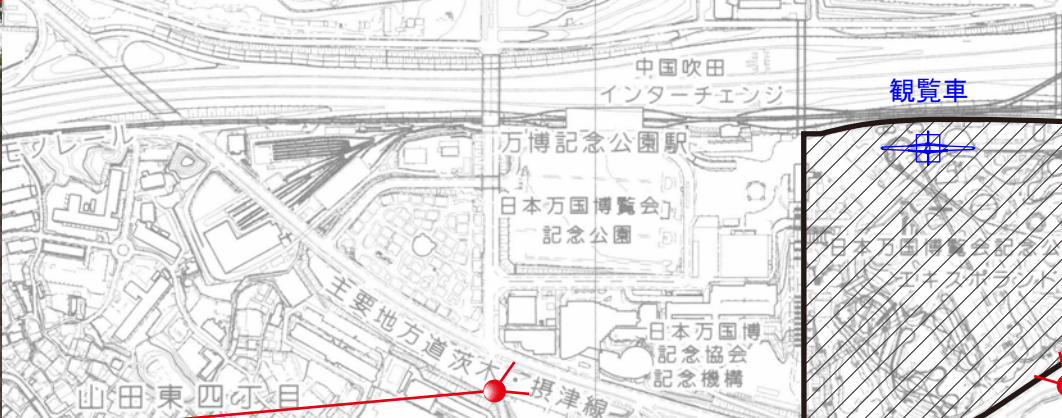 中国吹田
インターチェンジ
観覧車
モノレール
万博記念公園駅
日本万国博覧会
記念公園
日本万国博覧会記念公
エキスポランド
主要地方道茨木摂津線
日本万国博
記念協会
記念機構
山田東四丁目